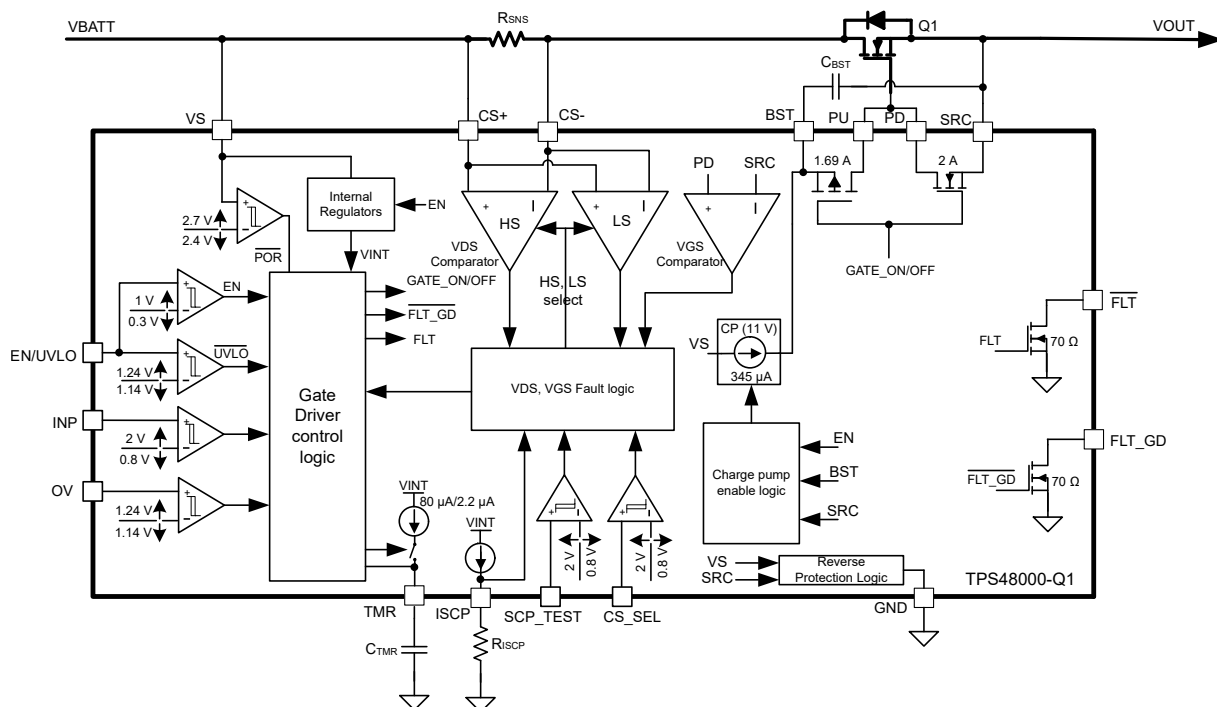 VBATT
RSNS
Q1
VOUT
CBST
VS
CS+
CS-
BST
PU
PD
SRC
1.69 A
2 A
PD
SRC
Internal
Regulators
EN
+
2.7 V
2.4 V
POR
VINT
+
HS
+
LS
+
VDS
Comparator
VGS
Comparator
HS, LS
select
GATE_ON/OFF
GATE_ON/OFF
FLT_GD
FLT
EN
1 V
0.3 V
EN/UVLO
UVLO
1.24 V
1.14 V
INP
2 V
0.8 V
OV
1.24 V
1.14 V
Gate
Driver
control
logic
VDS, VGS Fault logic
CP (11 V)
VS
345 µA
FLT
FLT
70 Ω
FLT_GD
FLT_GD
70 Ω
Charge pump
enable logic
EN
BST
SRC
VINT
80 µA/2.2 µA
VINT
2 V
0.8 V
2 V
0.8 V
VS
SRC
Reverse
Protection Logic
TPS48000-Q1
TMR
ISCP
SCP_TEST
CS_SEL
GND
CTMR
RISCP